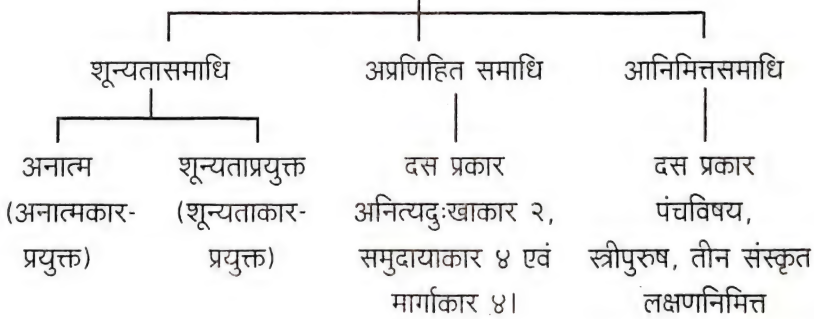 शून्यतासमाधि अप्रणिहित समाधि आनिमित्तसमाधि
अनात्म शून्यताप्रयुक्त दस प्रकार दस प्रकार
(अनात्मकार- (शून्यताकार- अनित्यदुःखाकार २, पंचविषय,
प्रयुक्त) प्रयुक्त) समुदायाकार ४ एवं स्त्रीपुरुष, तीन संस्कृत
मार्गाकार ४। लक्षणनिमित्त